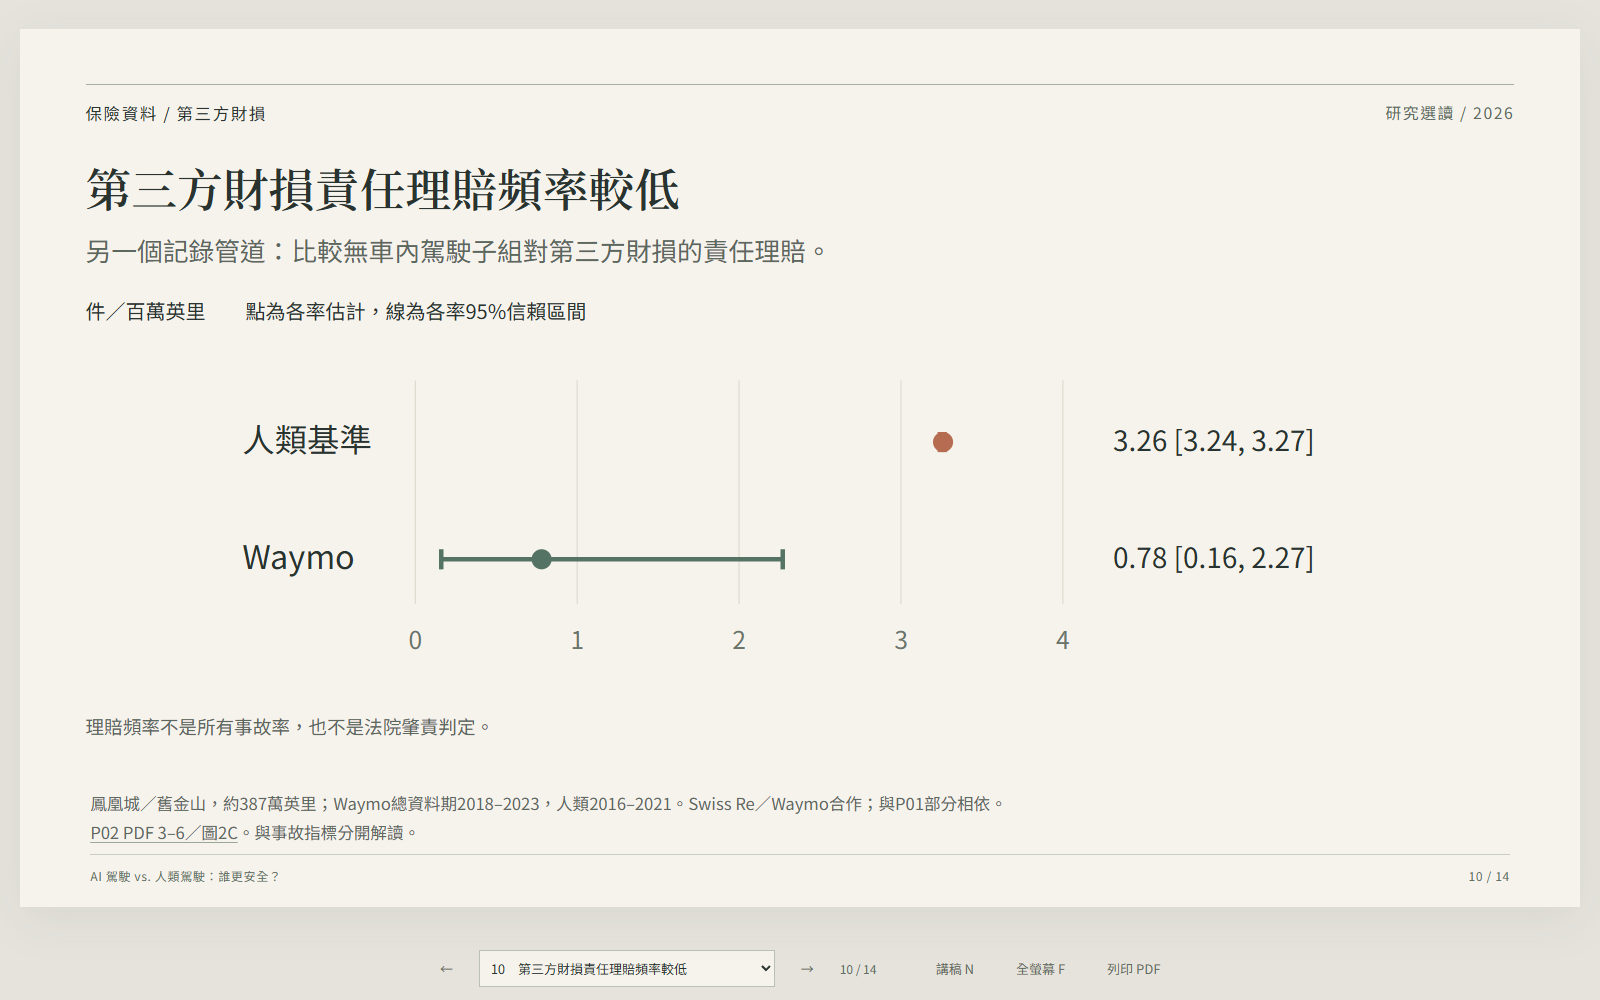 保險資料 / 第三方財損
研究選讀 / 2026
第三方財損責任理賠頻率較低
另一個記錄管道：比較無車內駕駛子組對第三方財損的責任理賠。
件／百萬英里 點為各率估計，線為各率95%信賴區間
人類基準
3.26 [3.24, 3.27]
Waymo
0.78 [0.16, 2.27]
0 1 2 3 4
理賠頻率不是所有事故率，也不是法院肇責判定。
鳳凰城／舊金山，約387萬英里；Waymo總資料期2018–2023，人類2016–2021。Swiss Re／Waymo合作；與P01部分相依。
P02 PDF 3–6／圖2C。與事故指標分開解讀。
AI 駕駛 vs. 人類駕駛：誰更安全？
10 / 14
← 10 第三方財損責任理賠頻率較低 → 10 / 14 講稿 N 全螢幕 F 列印 PDF